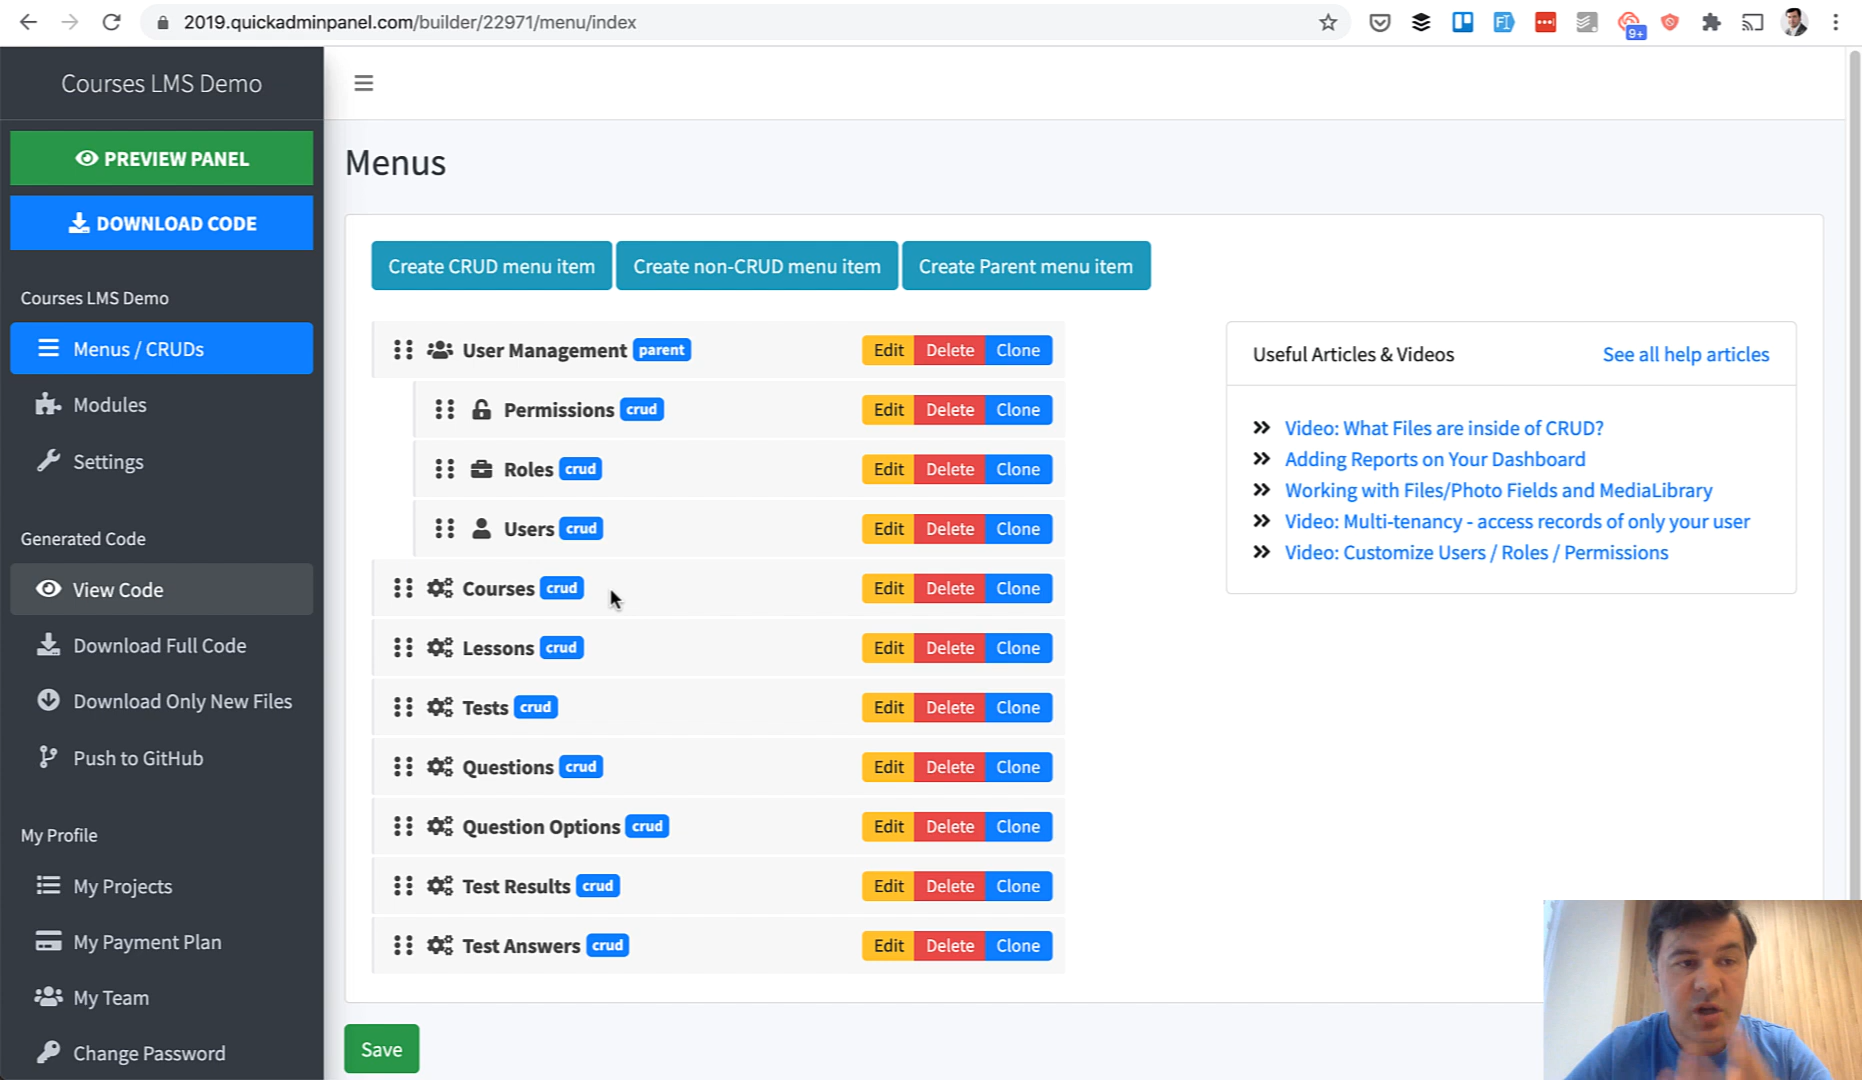 2019.quickadminpanel.com/builder/22971/menu/index
9+
Courses LMS Demo
PREVIEW PANEL
DOWNLOAD CODE
Courses LMS Demo
Menus / CRUDs
Modules
Settings
Generated Code
View Code
Download Full Code
Download Only New Files
Push to GitHub
My Profile
My Projects
My Payment Plan
My Team
Change Password
Menus
Create CRUD menu item Create non-CRUD menu item Create Parent menu item
User Management parent Edit Delete Clone
Permissions crud Edit Delete Clone
Roles crud Edit Delete Clone
Users crud Edit Delete Clone
Courses crud Edit Delete Clone
Lessons crud Edit Delete Clone
Tests crud Edit Delete Clone
Questions crud Edit Delete Clone
Question Options crud Edit Delete Clone
Test Results crud Edit Delete Clone
Test Answers crud Edit Delete Clone
Save
Useful Articles & Videos See all help articles
Video: What Files are inside of CRUD?
Adding Reports on Your Dashboard
Working with Files/Photo Fields and MediaLibrary
Video: Multi-tenancy - access records of only your user
Video: Customize Users / Roles / Permissions